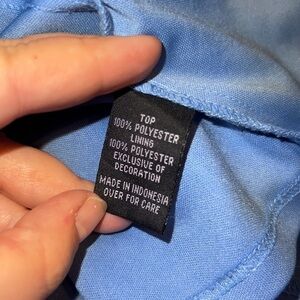 TOP
100% POLYESTER
LINING
100% POLYESTER
EXCLUSIVE OF
DECORATION
MADE IN INDONESIA
OVER FOR CARE